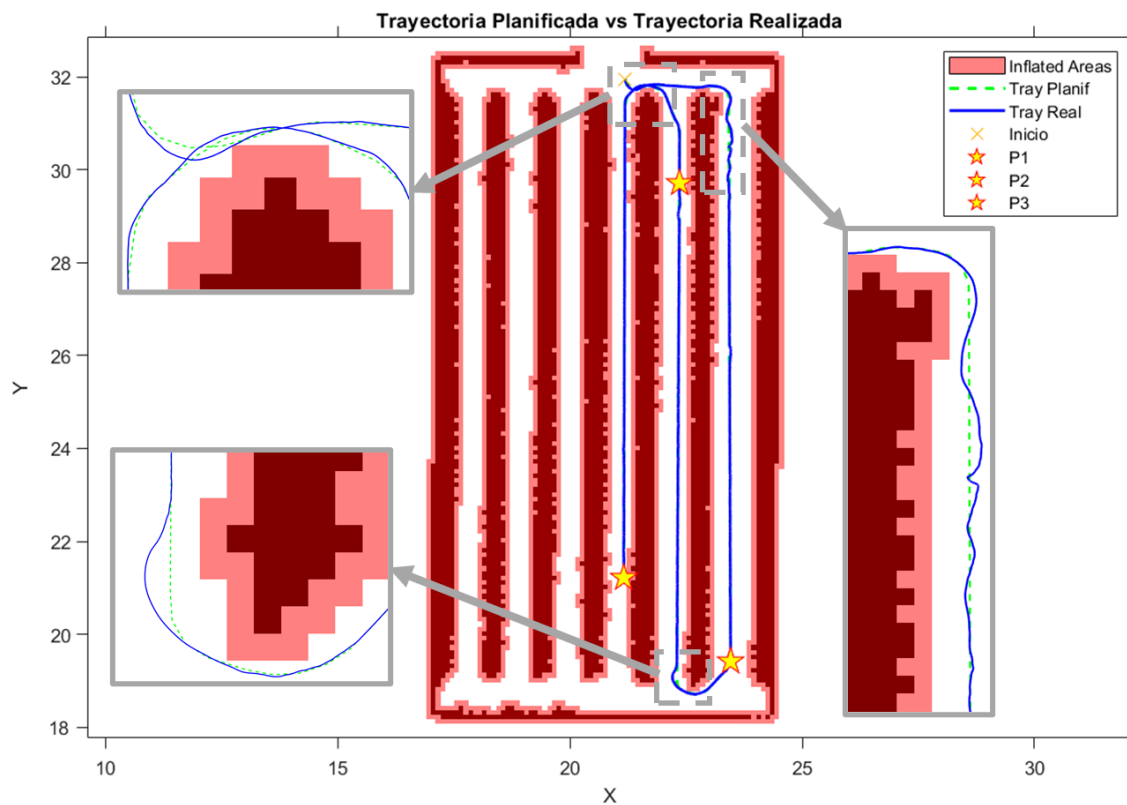 Trayectoria Planificada vs Trayectoria Realizada
Inflated Areas
Tray Planif
Tray Real
Inicio
P1
P2
P3
32
30
28
26
24
22
20
18
Y
10
15
20
25
30
X